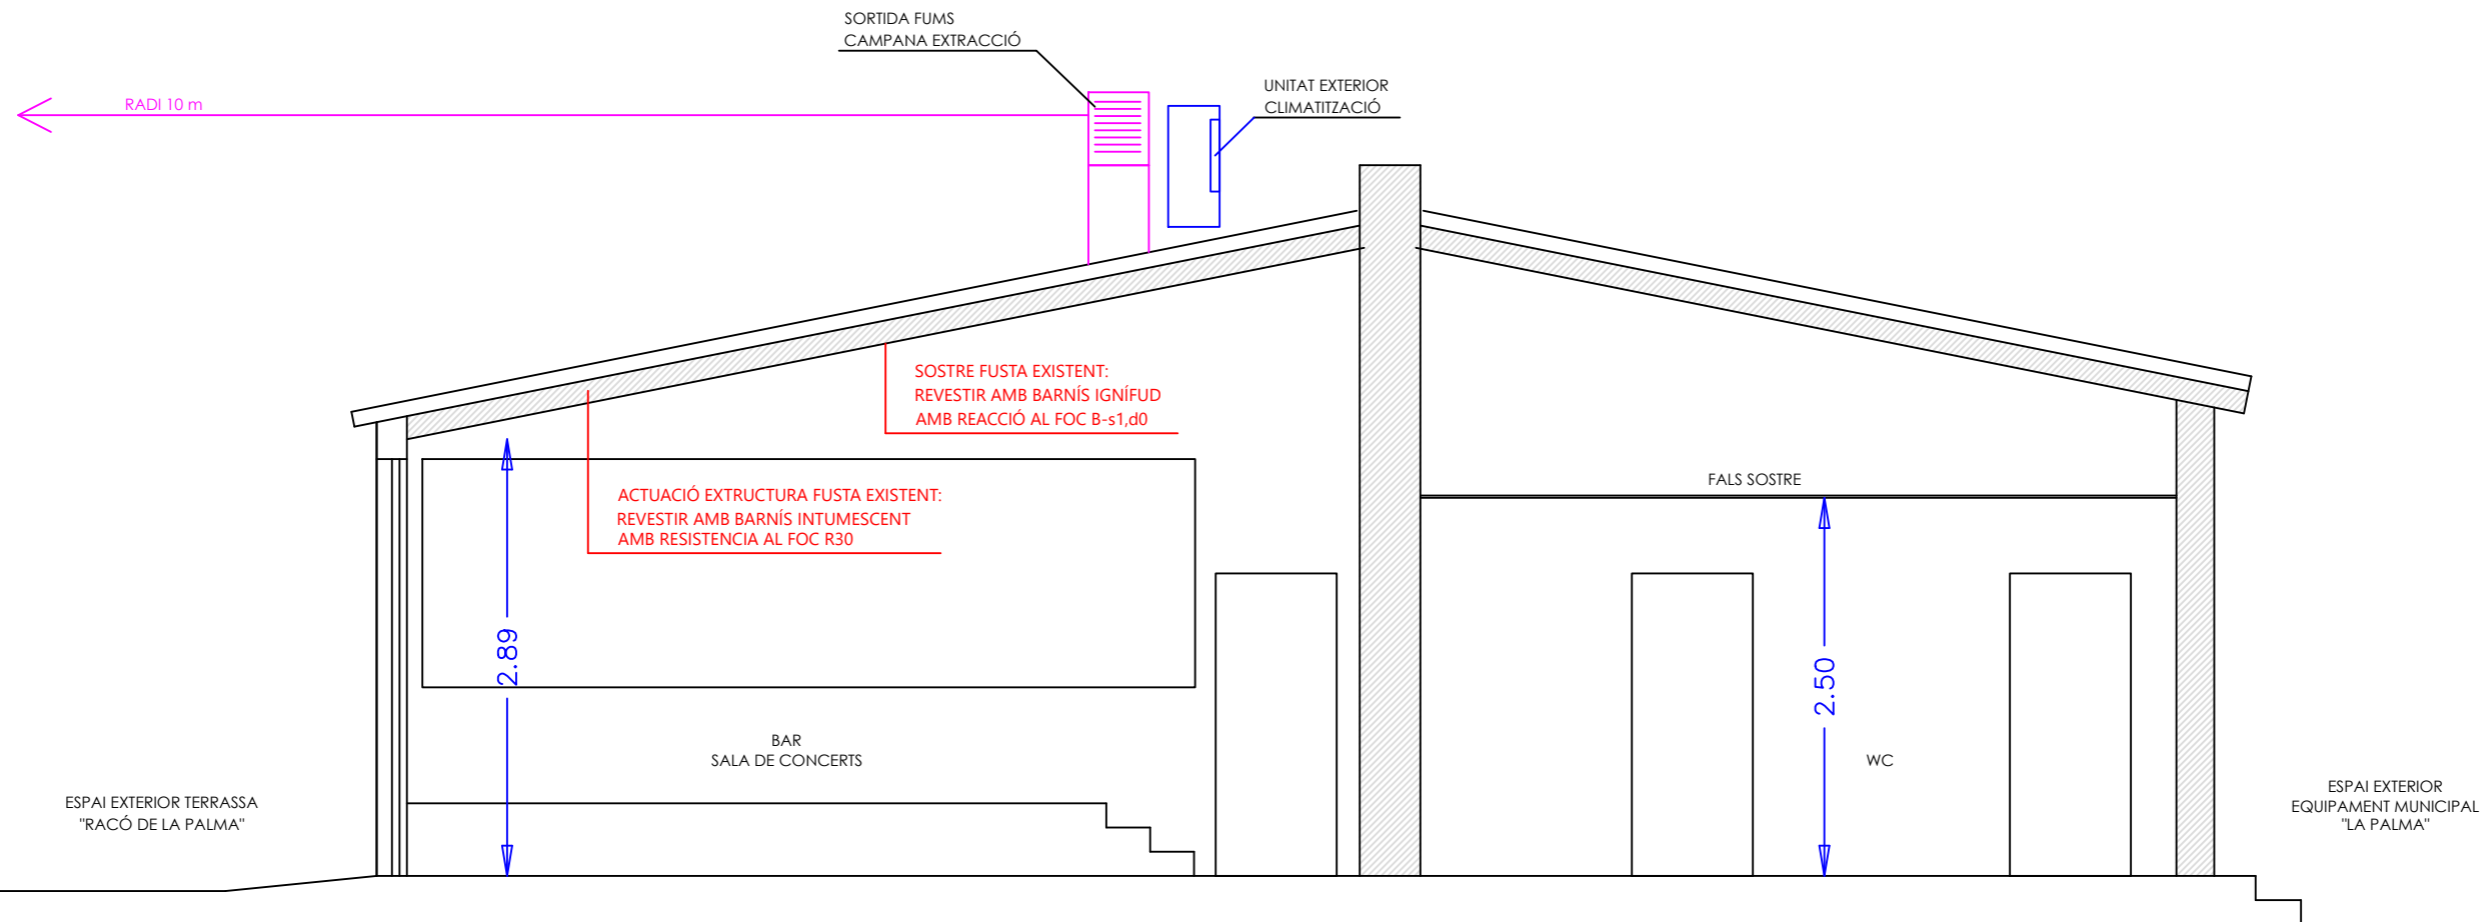 SORTIDA FUMS
CAMPANA EXTRACCIÓ
UNITAT EXTERIOR
CLIMATITZACIÓ
RADI 10 m
SOSTRE FUSTA EXISTENT:
REVESTIR AMB BARNÍS IGNÍFUD
AMB REACCIÓ AL FOC B-s1,d0
ACTUACIÓ EXTRUCTURA FUSTA EXISTENT:
REVESTIR AMB BARNÍS INTUMESCENT
AMB RESISTENCIA AL FOC R30
FALS SOSTRE
2.89
2.50
BAR
SALA DE CONCERTS
WC
ESPAI EXTERIOR TERRASSA
"RACÓ DE LA PALMA"
ESPAI EXTERIOR
EQUIPAMENT MUNICIPAL
"LA PALMA"